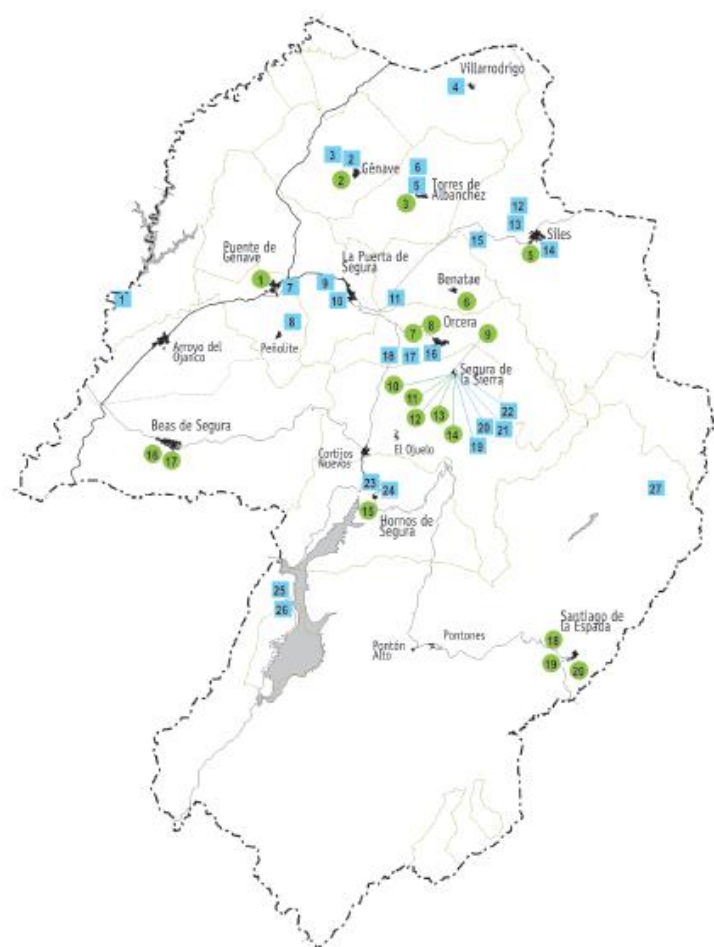 Villarrodrigo
4
3
2
Génave
2
6
5
Torres de
Albanchez
3
12
13
Siles
14
15
5
Puente de
Génave
1
7
La Puerta de
Segura
9
10
11
Benatae
6
1
8
Peñolite
Arroyo del
Ojanco
8
Orcera
7
9
18
17
16
Segura de
la Sierra
10
11
12
13
14
22
20
21
19
Beas de Segura
16
17
Cortijos
Nuevos
El Ojuelo
23
24
15
Hornos de
Segura
27
25
26
Santiago de
la Espada
18
19
20
Pontón
Alto
Pontones